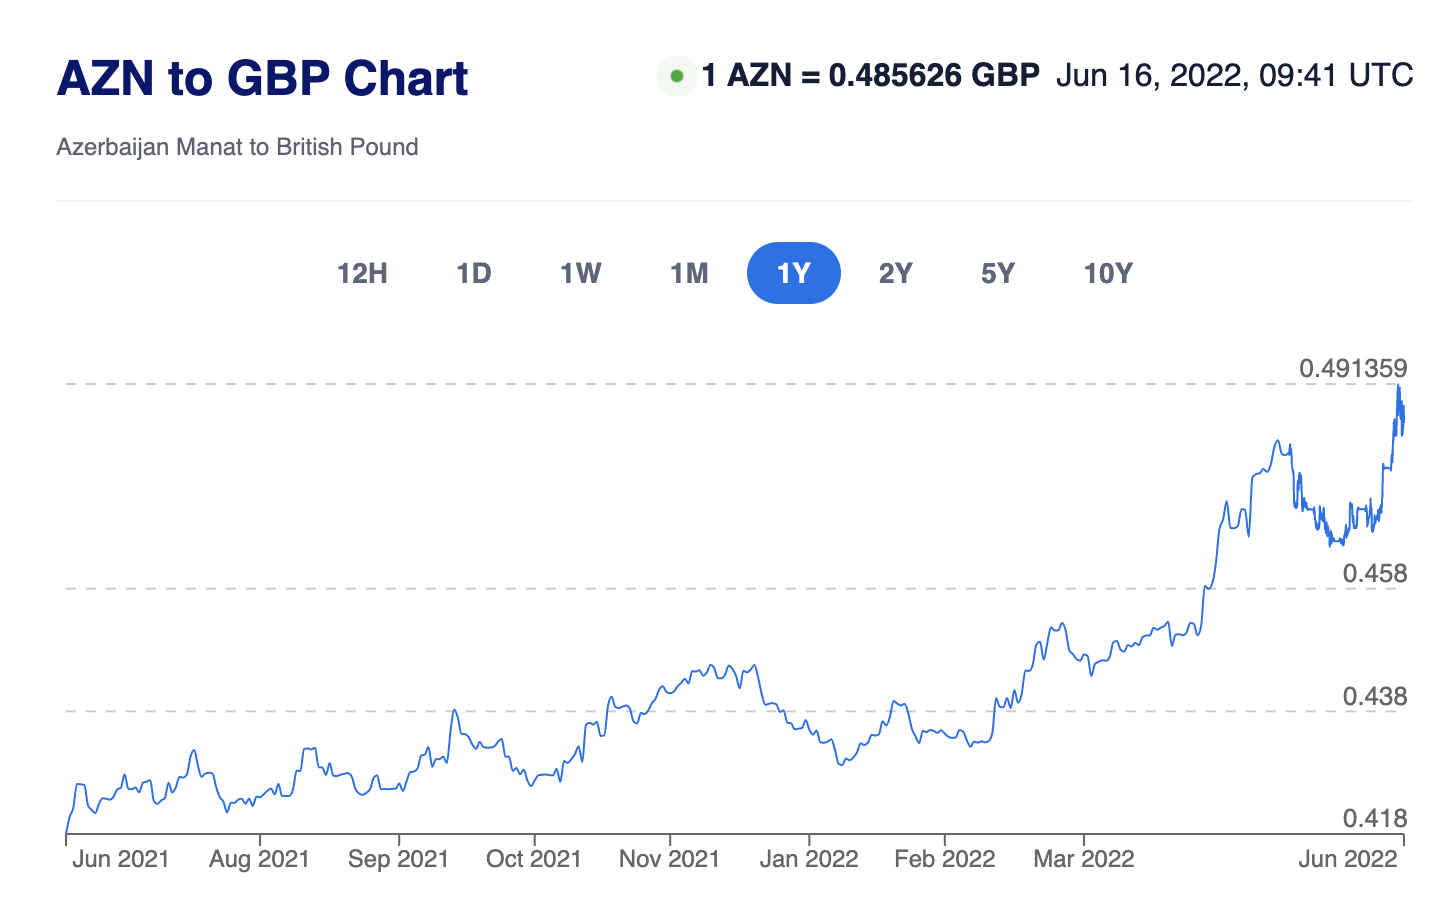 AZN to GBP Chart
1 AZN = 0.485626 GBP Jun 16, 2022, 09:41 UTC
Azerbaijan Manat to British Pound
12H 1D 1W 1M 1Y 2Y 5Y 10Y
0.491359
0.458
0.438
0.418
Jun 2021 Aug 2021 Sep 2021 Oct 2021 Nov 2021 Jan 2022 Feb 2022 Mar 2022 Jun 2022